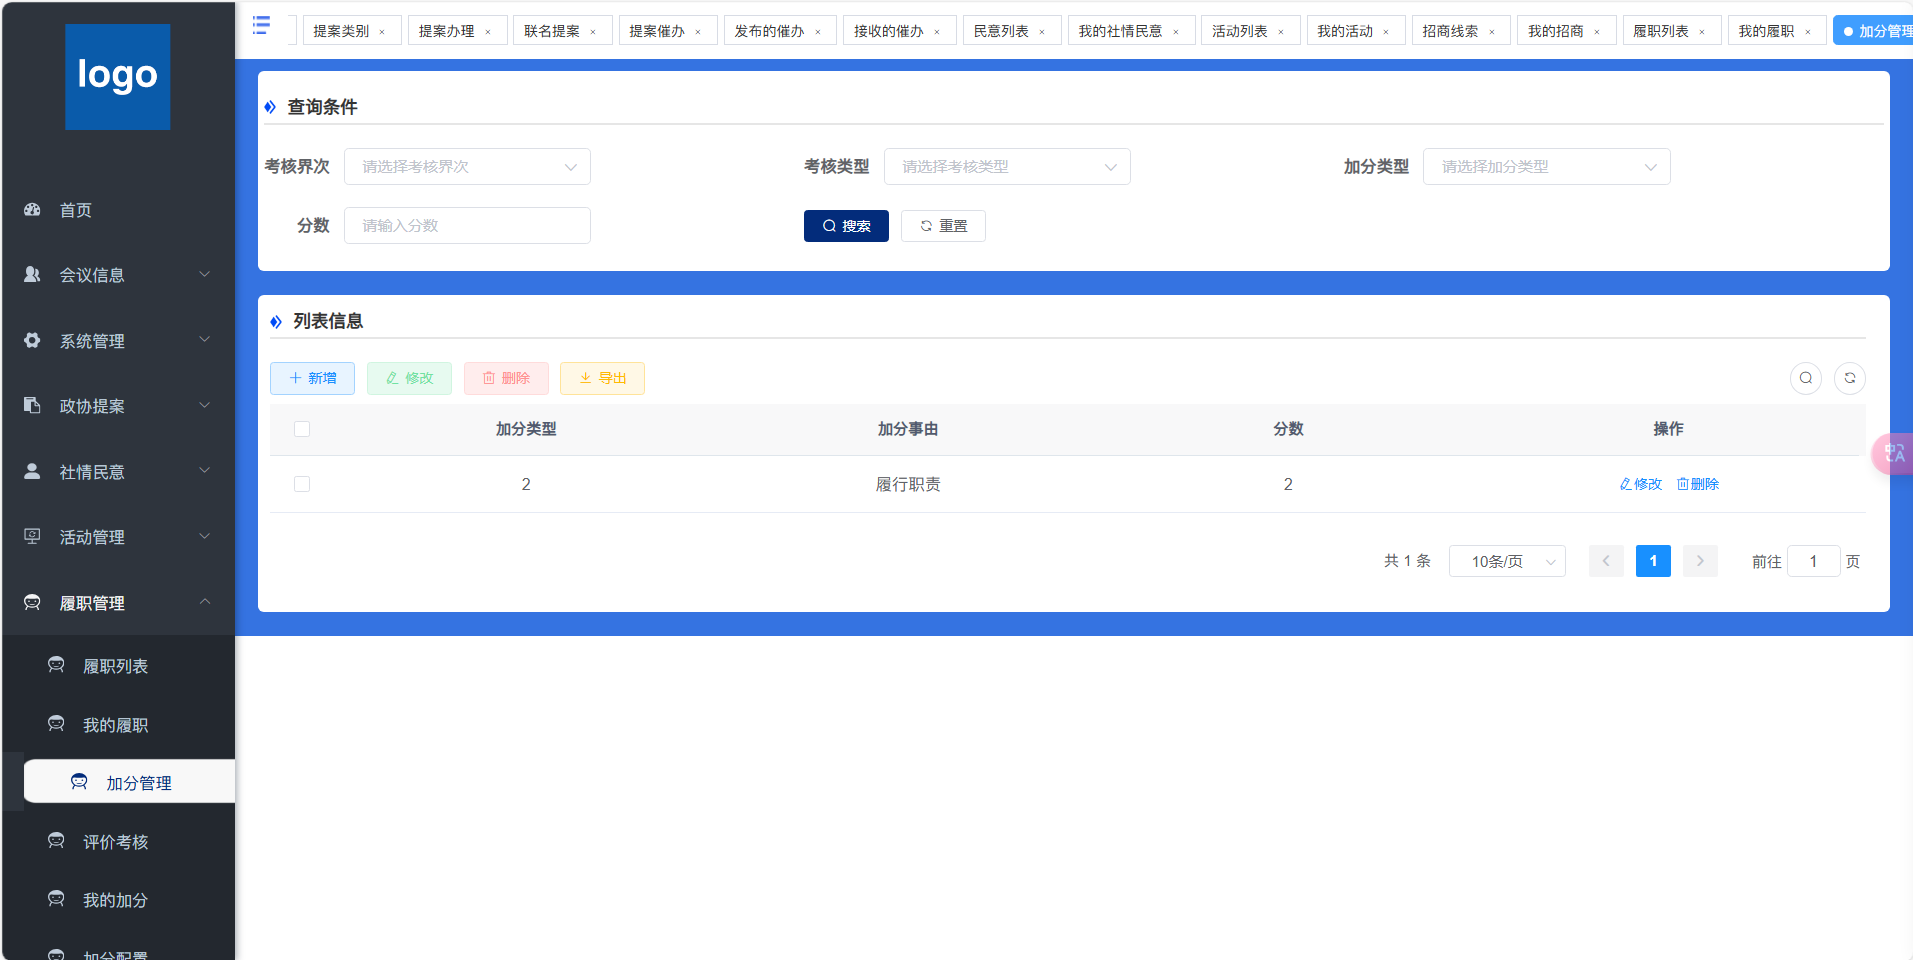 logo
首页
会议信息
系统管理
政协提案
社情民意
活动管理
履职管理
履职列表
我的履职
加分管理
评价考核
我的加分
加分配置
提案类别 × 提案办理 × 联名提案 × 提案催办 × 发布的催办 × 接收的催办 × 民意列表 × 我的社情民意 × 活动列表 × 我的活动 × 招商线索 × 我的招商 × 履职列表 × 我的履职 × 加分管理
查询条件
考核界次 请选择考核界次 考核类型 请选择考核类型 加分类型 请选择加分类型
分数 请输入分数 搜索 重置
列表信息
新增 修改 删除 导出
加分类型 加分事由 分数 操作
2 履行职责 2 修改 删除
共 1 条 10条/页 1 前往 1 页